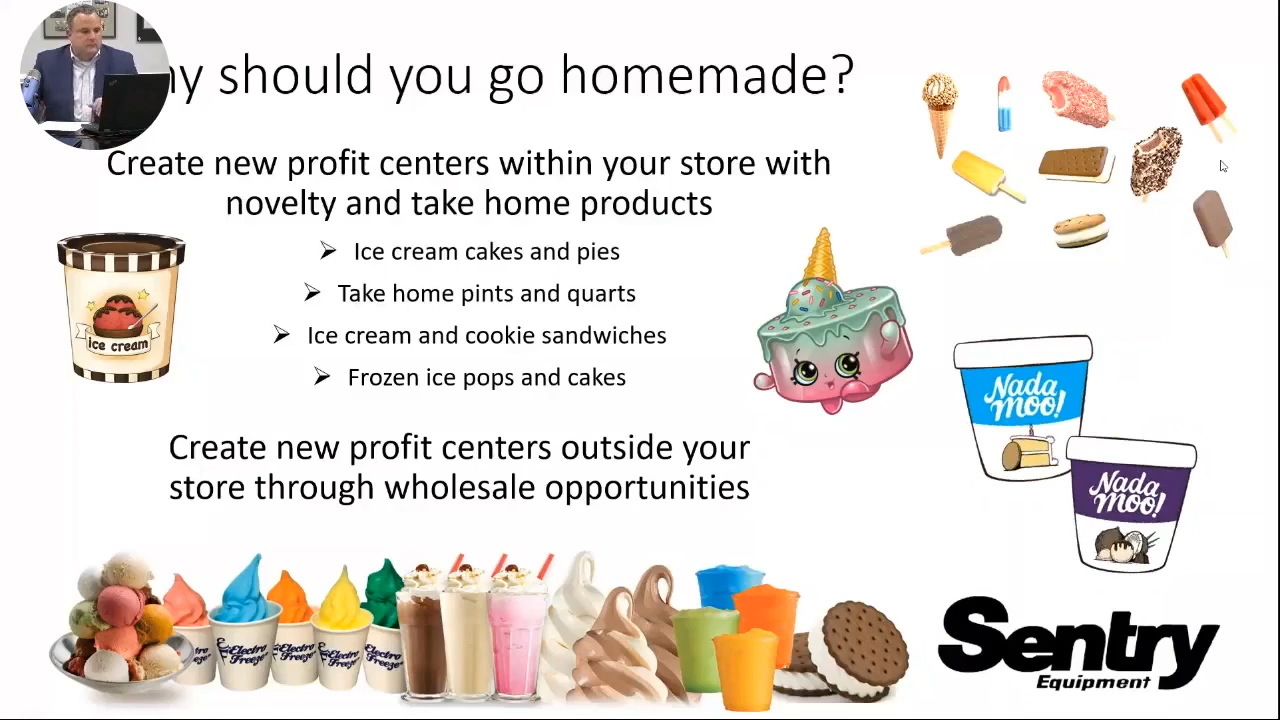 hy should you go homemade?
Create new profit centers within your store with
novelty and take home products
Ice cream cakes and pies
Take home pints and quarts
Ice cream and cookie sandwiches
Frozen ice pops and cakes
ice cream
Nada
moo!
Nada
moo!
Create new profit centers outside your
store through wholesale opportunities
Electro
Freeze
Electro
Freeze
Electro
Freeze
Sentry
Equipment